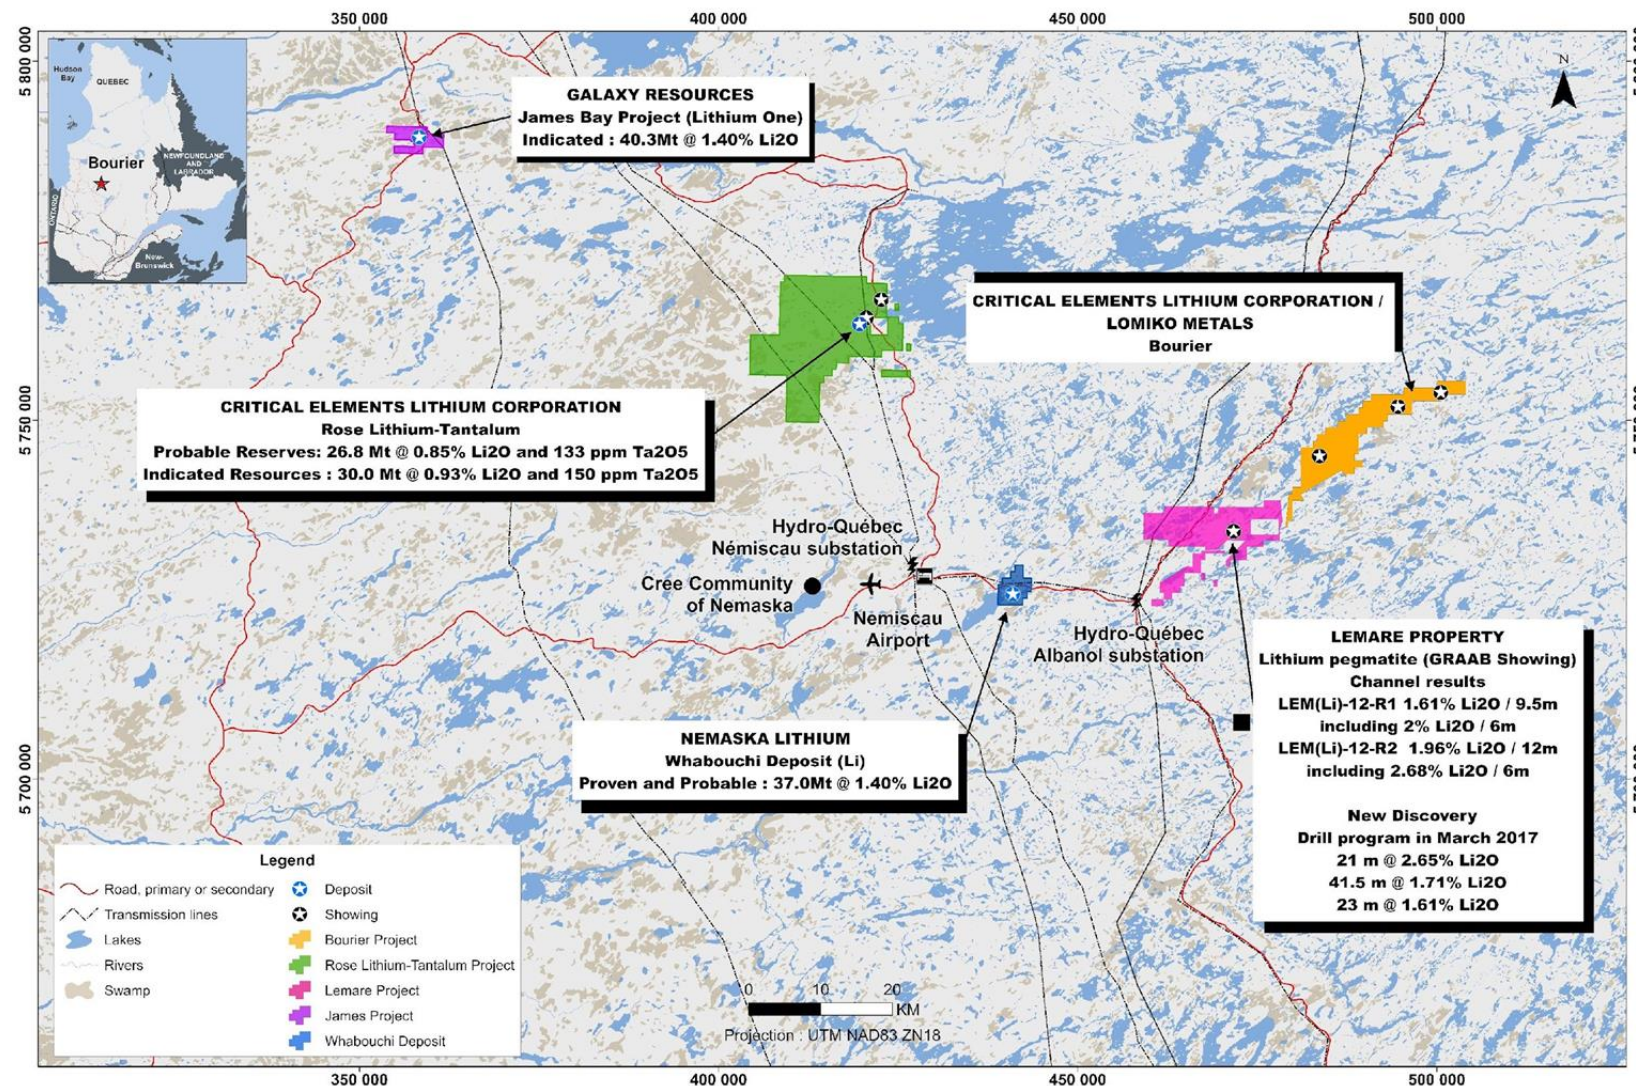 350 000
400 000
450 000
500 000
5 800 000
5 750 000
5 700 000
Hudson
Bay
QUEBEC
Bourier
NEWFOUNDLAND
AND
LABRADOR
ONTARIO
New-
Brunswick
N
GALAXY RESOURCES
James Bay Project (Lithium One)
Indicated : 40.3Mt @ 1.40% Li2O
CRITICAL ELEMENTS LITHIUM CORPORATION /
LOMIKO METALS
Bourier
CRITICAL ELEMENTS LITHIUM CORPORATION
Rose Lithium-Tantalum
Probable Reserves: 26.8 Mt @ 0.85% Li2O and 133 ppm Ta2O5
Indicated Resources : 30.0 Mt @ 0.93% Li2O and 150 ppm Ta2O5
Hydro-Québec
Némiscau substation
Cree Community
of Nemaska
Nemiscau
Airport
Hydro-Québec
Albanol substation
NEMASKA LITHIUM
Whabouchi Deposit (Li)
Proven and Probable : 37.0Mt @ 1.40% Li2O
LEMARE PROPERTY
Lithium pegmatite (GRAAB Showing)
Channel results
LEM(Li)-12-R1 1.61% Li2O / 9.5m
including 2% Li2O / 6m
LEM(Li)-12-R2 1.96% Li2O / 12m
including 2.68% Li2O / 6m
New Discovery
Drill program in March 2017
21 m @ 2.65% Li2O
41.5 m @ 1.71% Li2O
23 m @ 1.61% Li2O
Legend
Road, primary or secondary
Transmission lines
Lakes
Rivers
Swamp
Deposit
Showing
Bourier Project
Rose Lithium-Tantalum Project
Lemare Project
James Project
Whabouchi Deposit
0 10 20
KM
Projection : UTM NAD83 ZN18
350 000
400 000
450 000
500 000